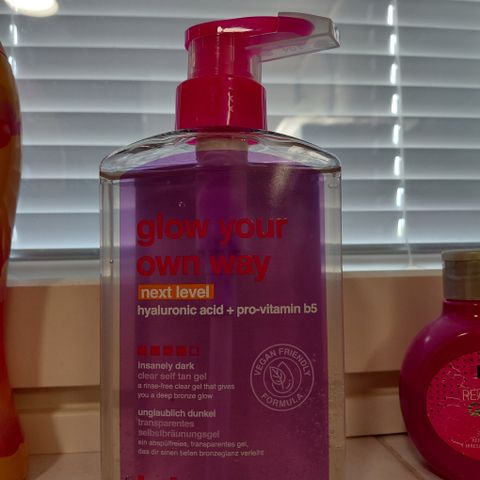 glow your
own way
next level
hyaluronic acid + pro-vitamin b5
insanely dark
clear self tan gel
a rinse-free clear gel that gives
you a deep bronze glow
VEGAN FRIENDLY
FORMULA
unglaublich dunkel
transparentes
selbstbräunungsgel
ein abspülfreies, transparentes gel,
das dir einen tiefen bronzeglanz verleiht